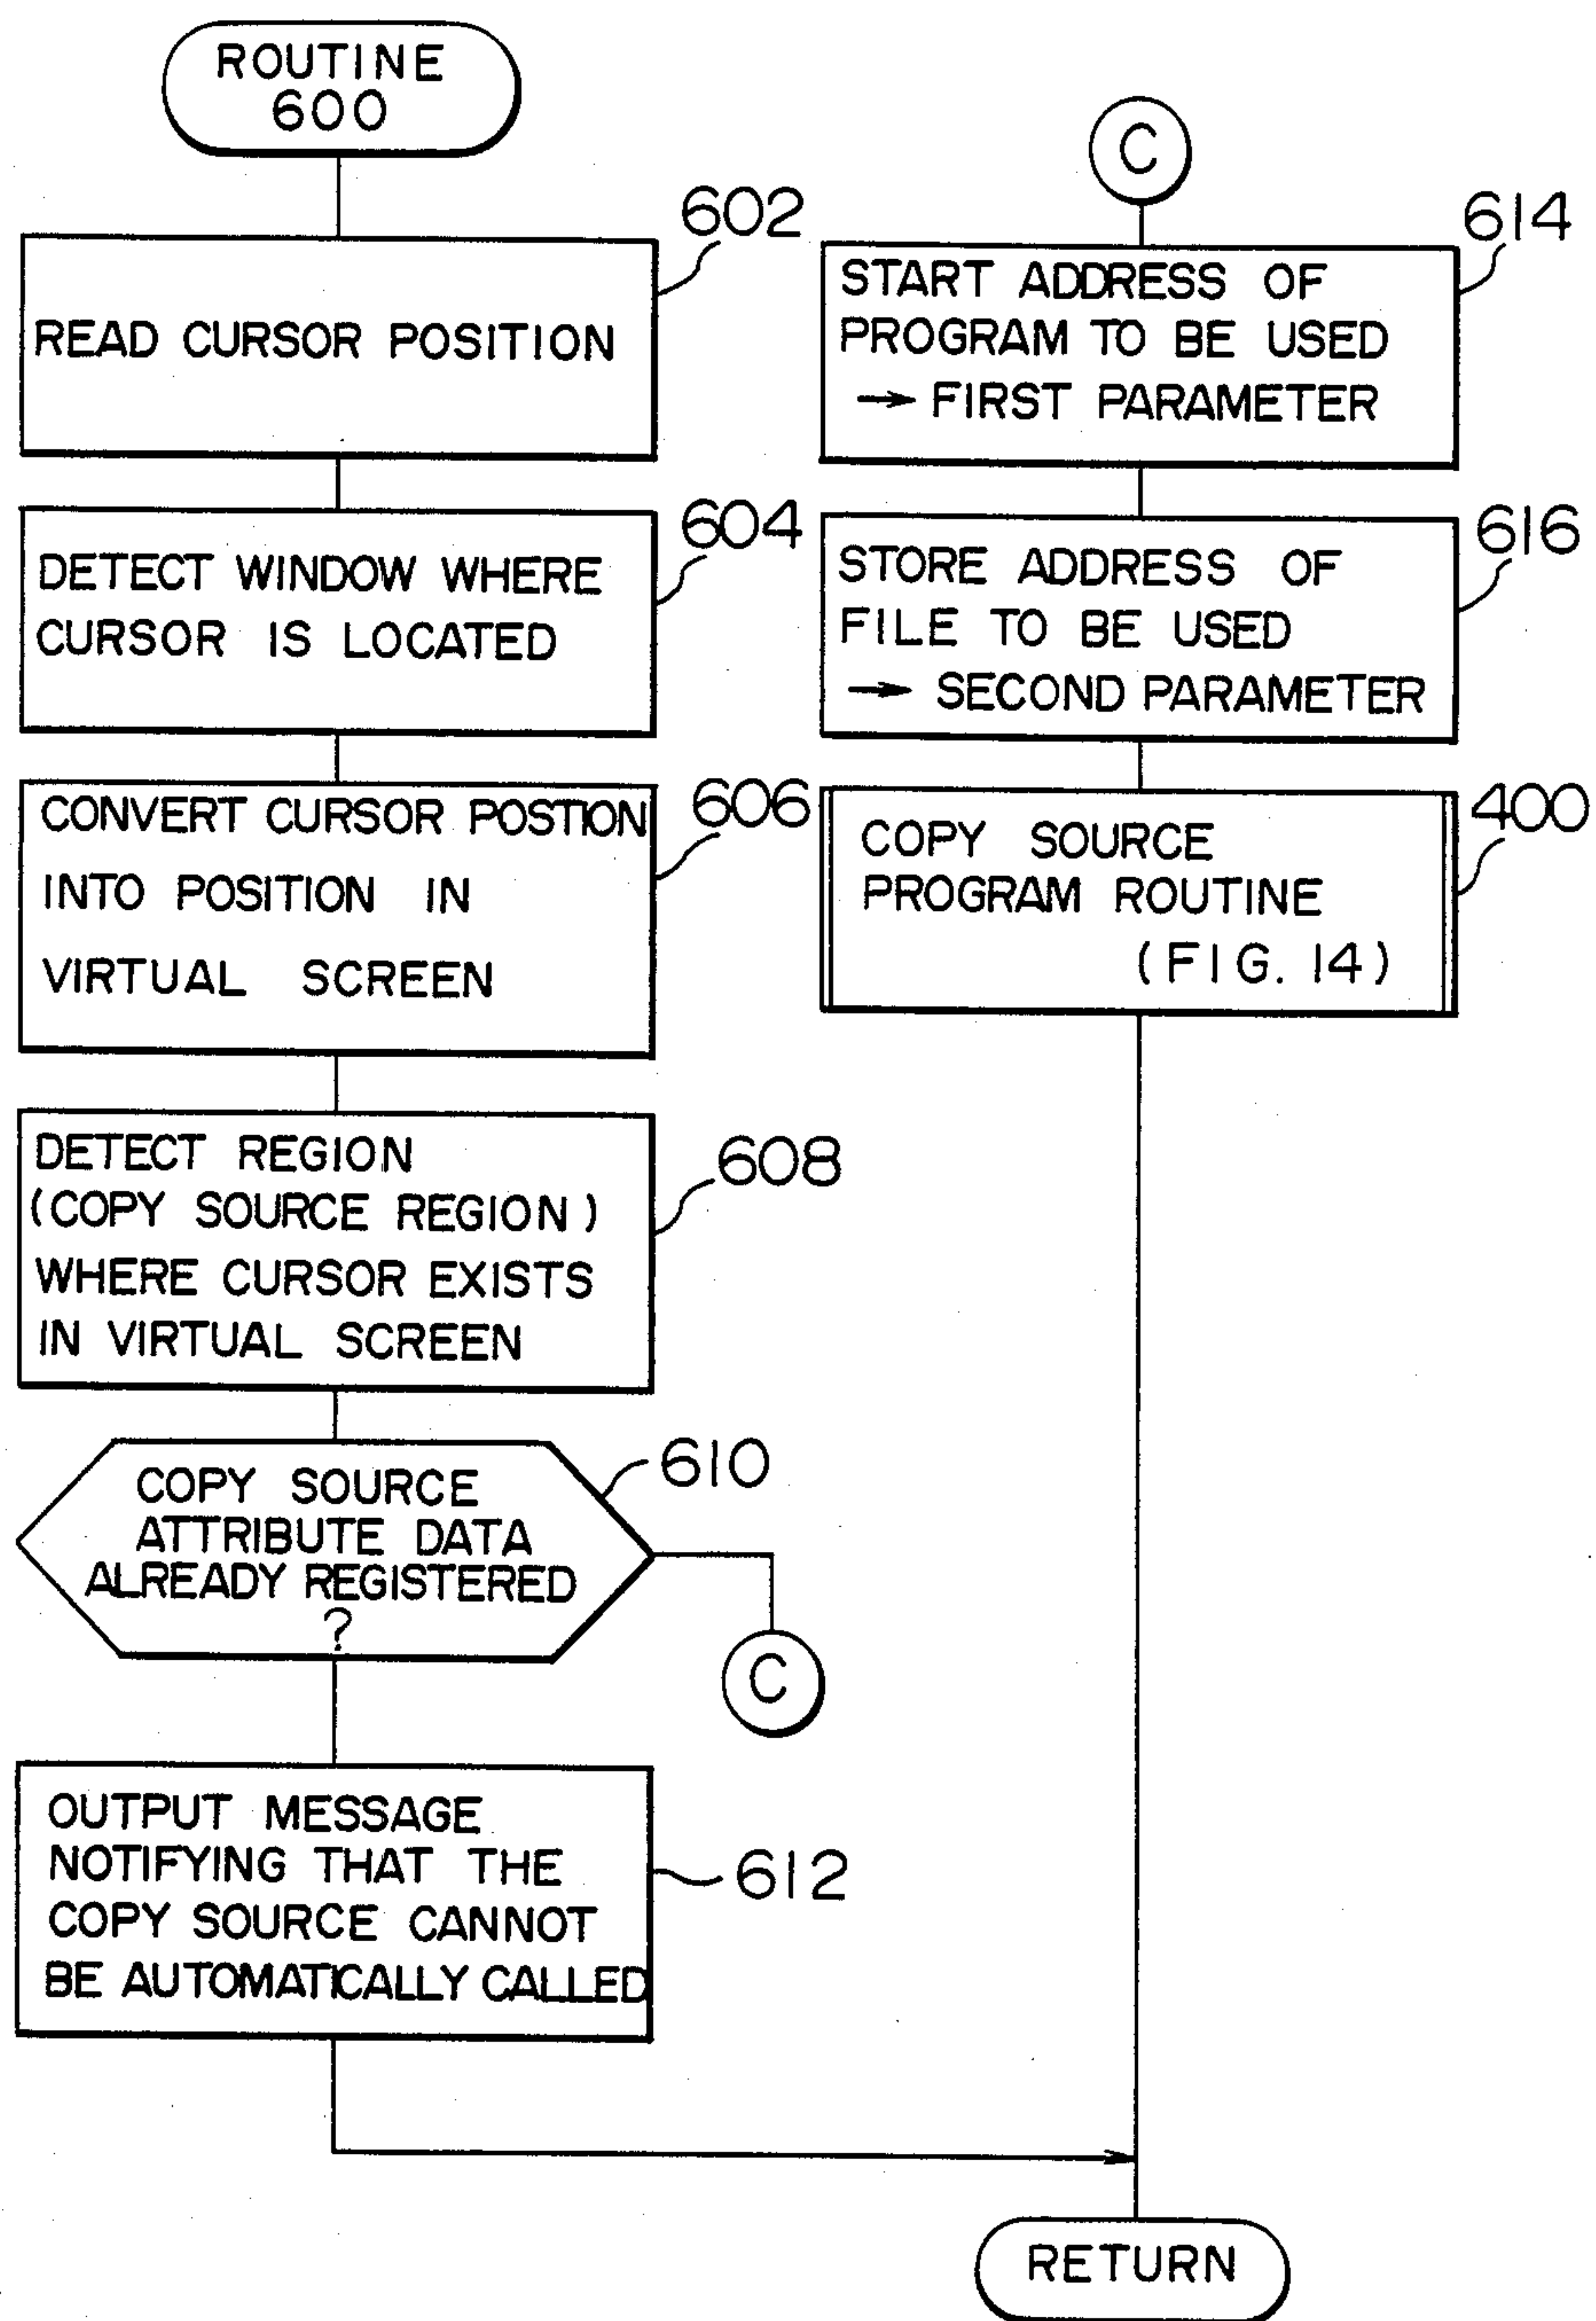 ROUTINE
600
602
READ CURSOR POSITION
604
DETECT WINDOW WHERE
CURSOR IS LOCATED
606
CONVERT CURSOR POSTION
INTO POSITION IN
VIRTUAL SCREEN
608
DETECT REGION
(COPY SOURCE REGION)
WHERE CURSOR EXISTS
IN VIRTUAL SCREEN
610
COPY SOURCE
ATTRIBUTE DATA
ALREADY REGISTERED
?
C
612
OUTPUT MESSAGE
NOTIFYING THAT THE
COPY SOURCE CANNOT
BE AUTOMATICALLY CALLED
C
614
START ADDRESS OF
PROGRAM TO BE USED
→ FIRST PARAMETER
616
STORE ADDRESS OF
FILE TO BE USED
→ SECOND PARAMETER
400
COPY SOURCE
PROGRAM ROUTINE
(FIG. 14)
RETURN